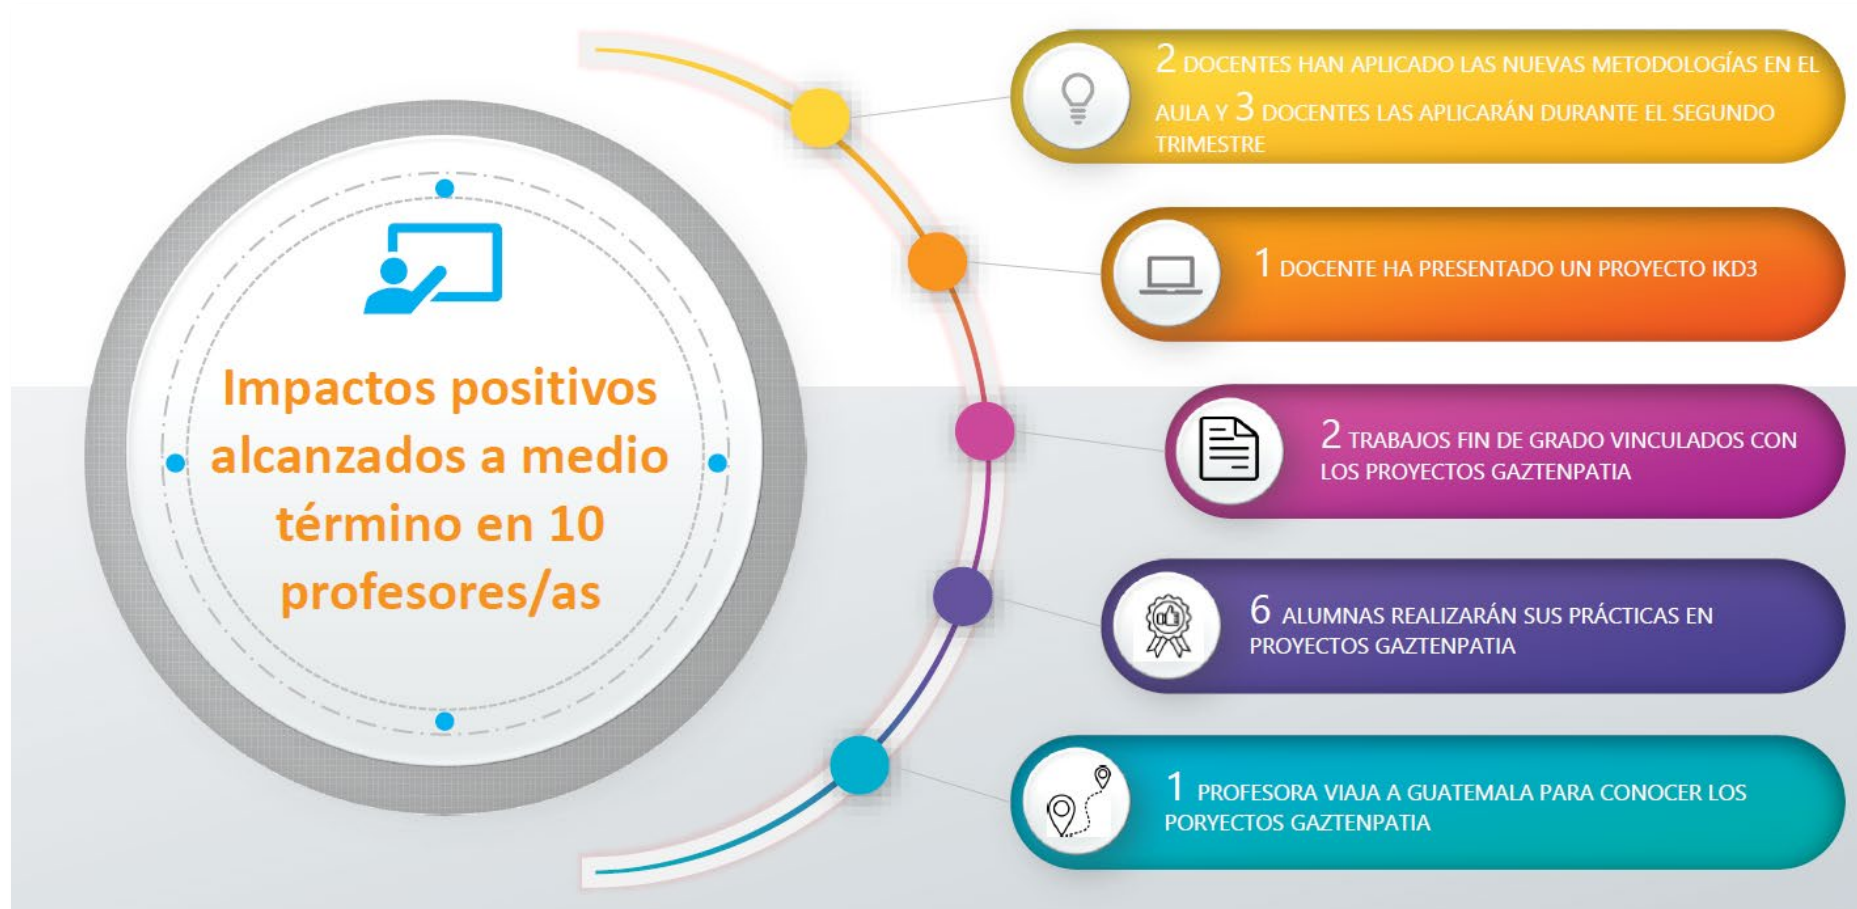 Impactos positivos
alcanzados a medio
término en 10
profesores/as
2 DOCENTES HAN APLICADO LAS NUEVAS METODOLOGÍAS EN EL
AULA Y 3 DOCENTES LAS APLICARÁN DURANTE EL SEGUNDO
TRIMESTRE
1 DOCENTE HA PRESENTADO UN PROYECTO IKD3
2 TRABAJOS FIN DE GRADO VINCULADOS CON
LOS PROYECTOS GAZTENPATIA
6 ALUMNAS REALIZARÁN SUS PRÁCTICAS EN
PROYECTOS GAZTENPATIA
1 PROFESORA VIAJA A GUATEMALA PARA CONOCER LOS
PORYECTOS GAZTENPATIA